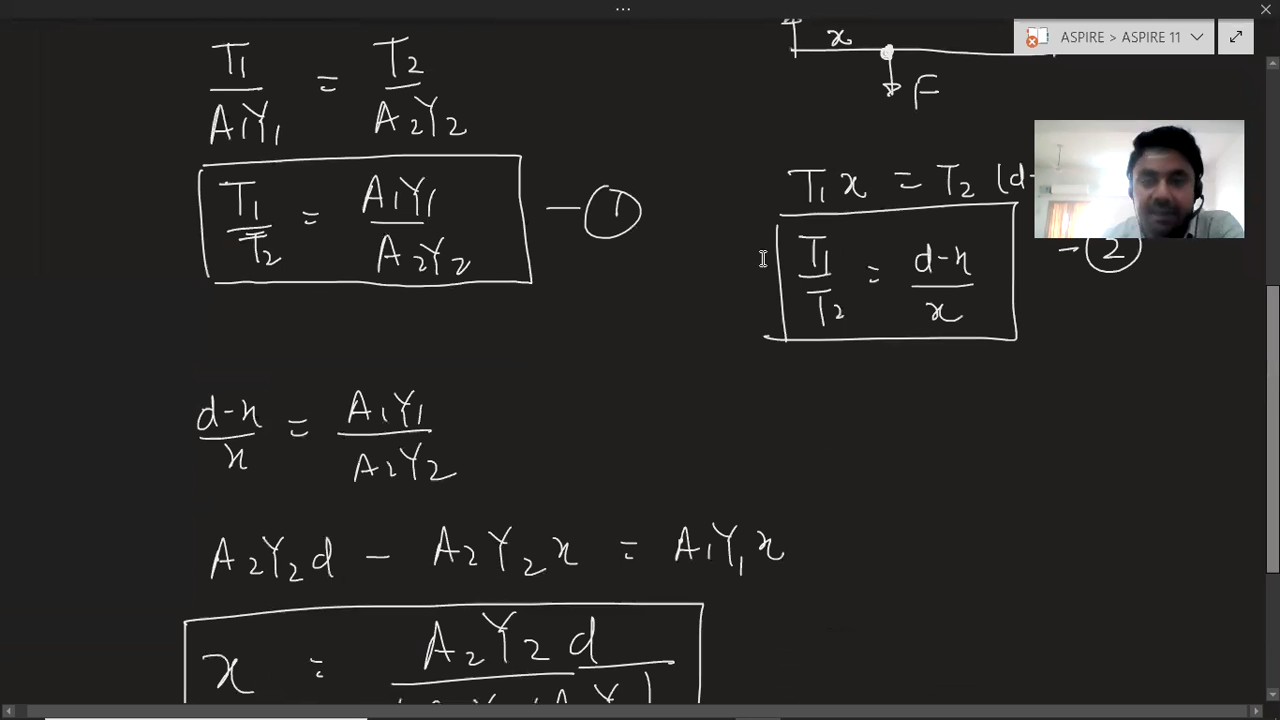 ...
ASPIRE > ASPIRE 11
x
F
T1/A1Y1 = T2/A2Y2
T1/T2 = A1Y1/A2Y2 — ①
T1 x = T2 (d-
T1/T2 = d-x/x - ②
d-x/x = A1Y1/A2Y2
A2Y2d - A2Y2x = A1Y1x
x = A2Y2d